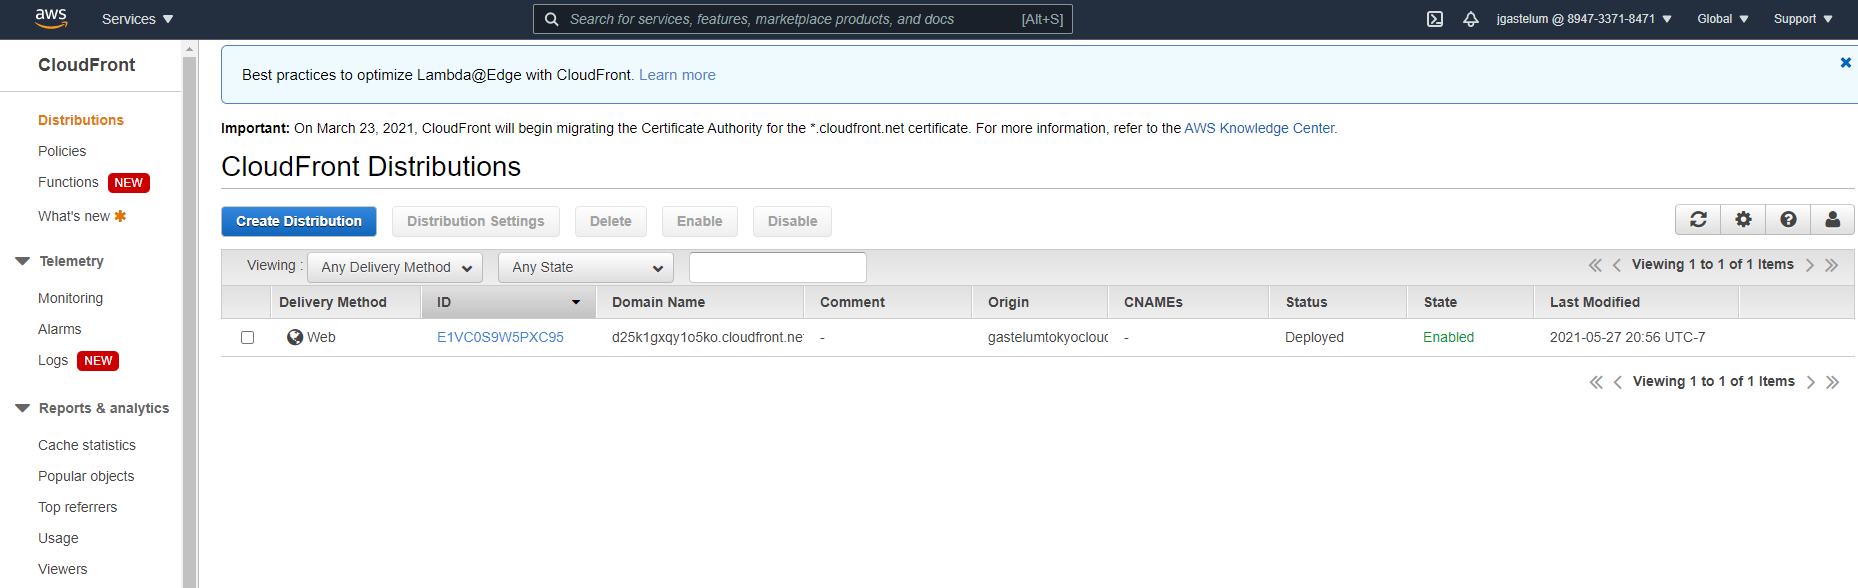 aws Services Search for services, features, marketplace products, and docs [Alt+S] jgastelum @ 8947-3371-8471 Global Support
CloudFront
Distributions
Policies
Functions NEW
What's new
Telemetry
Monitoring
Alarms
Logs NEW
Reports & analytics
Cache statistics
Popular objects
Top referrers
Usage
Viewers
Best practices to optimize Lambda@Edge with CloudFront. Learn more
Important: On March 23, 2021, CloudFront will begin migrating the Certificate Authority for the *.cloudfront.net certificate. For more information, refer to the AWS Knowledge Center.
CloudFront Distributions
Create Distribution Distribution Settings Delete Enable Disable
Viewing : Any Delivery Method Any State Viewing 1 to 1 of 1 Items
Delivery Method ID Domain Name Comment Origin CNAMEs Status State Last Modified
Web E1VC0S9W5PXC95 d25k1gxqy1o5ko.cloudfront.ne - gastelumtokyocloud - Deployed Enabled 2021-05-27 20:56 UTC-7
Viewing 1 to 1 of 1 Items